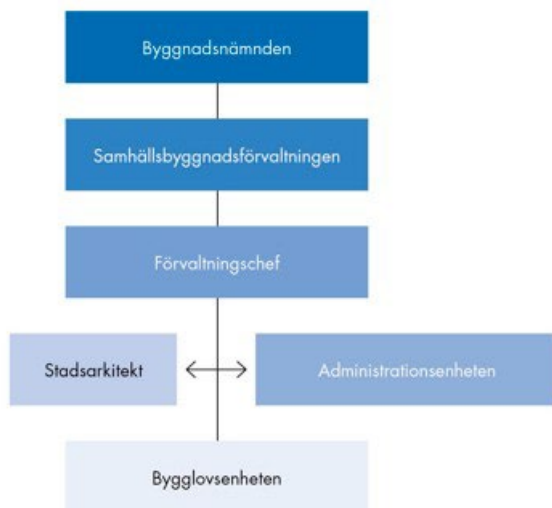 Byggnadsnämnden
Samhällsbyggnadsförvaltningen
Förvaltningschef
Stadsarkitekt
Administrationsenheten
Bygglovsenheten